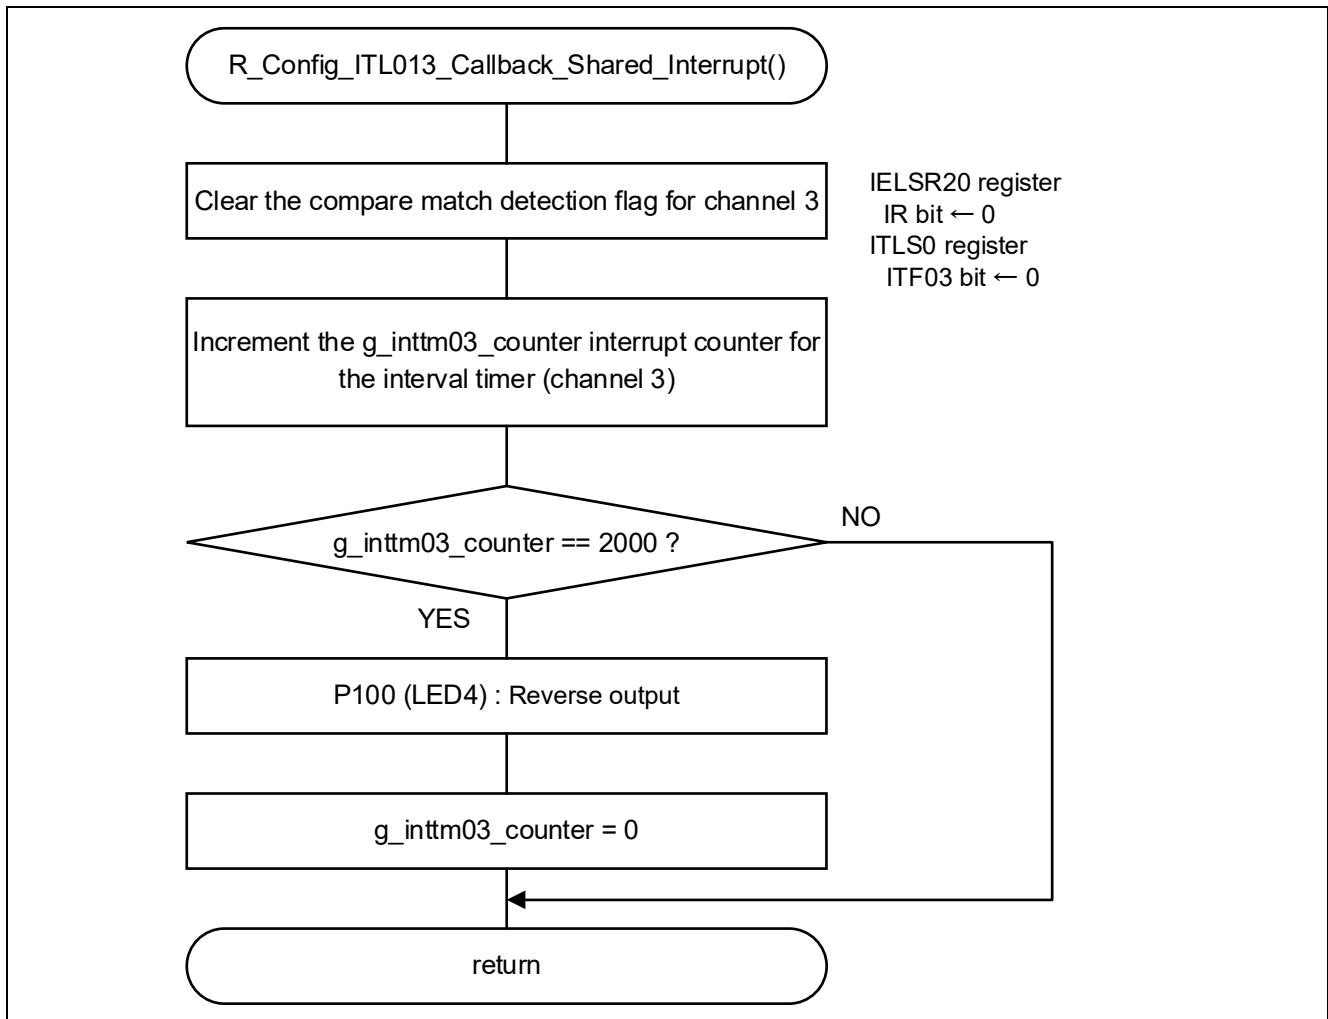 R_Config_ITL013_Callback_Shared_Interrupt()
Clear the compare match detection flag for channel 3
IELSR20 register
IR bit ← 0
ITLS0 register
ITF03 bit ← 0
Increment the g_inttm03_counter interrupt counter for
the interval timer (channel 3)
g_inttm03_counter == 2000 ?
NO
YES
P100 (LED4) : Reverse output
g_inttm03_counter = 0
return